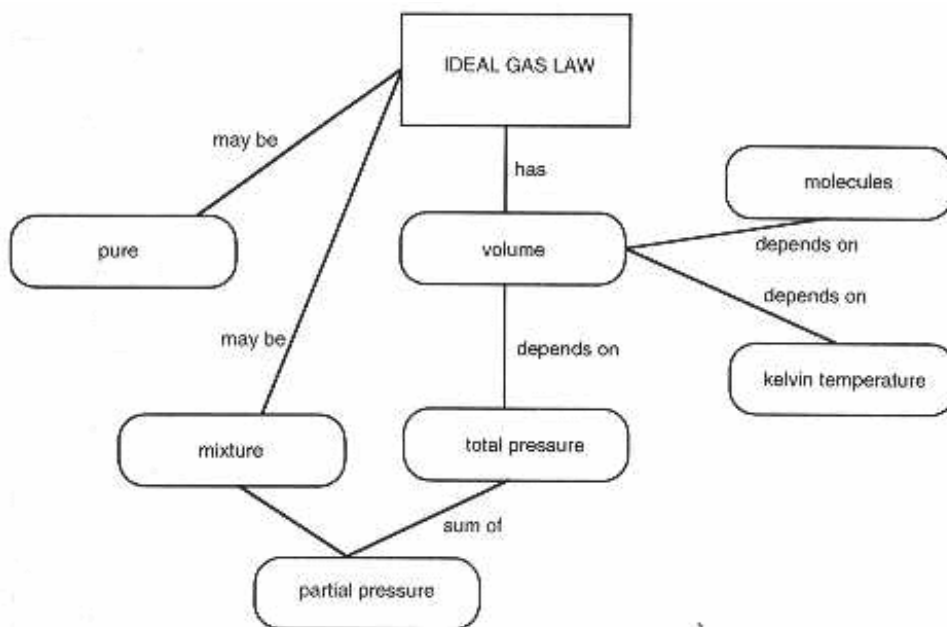 IDEAL GAS LAW
may be
has
molecules
pure
volume
depends on
depends on
may be
depends on
kelvin temperature
mixture
total pressure
sum of
partial pressure